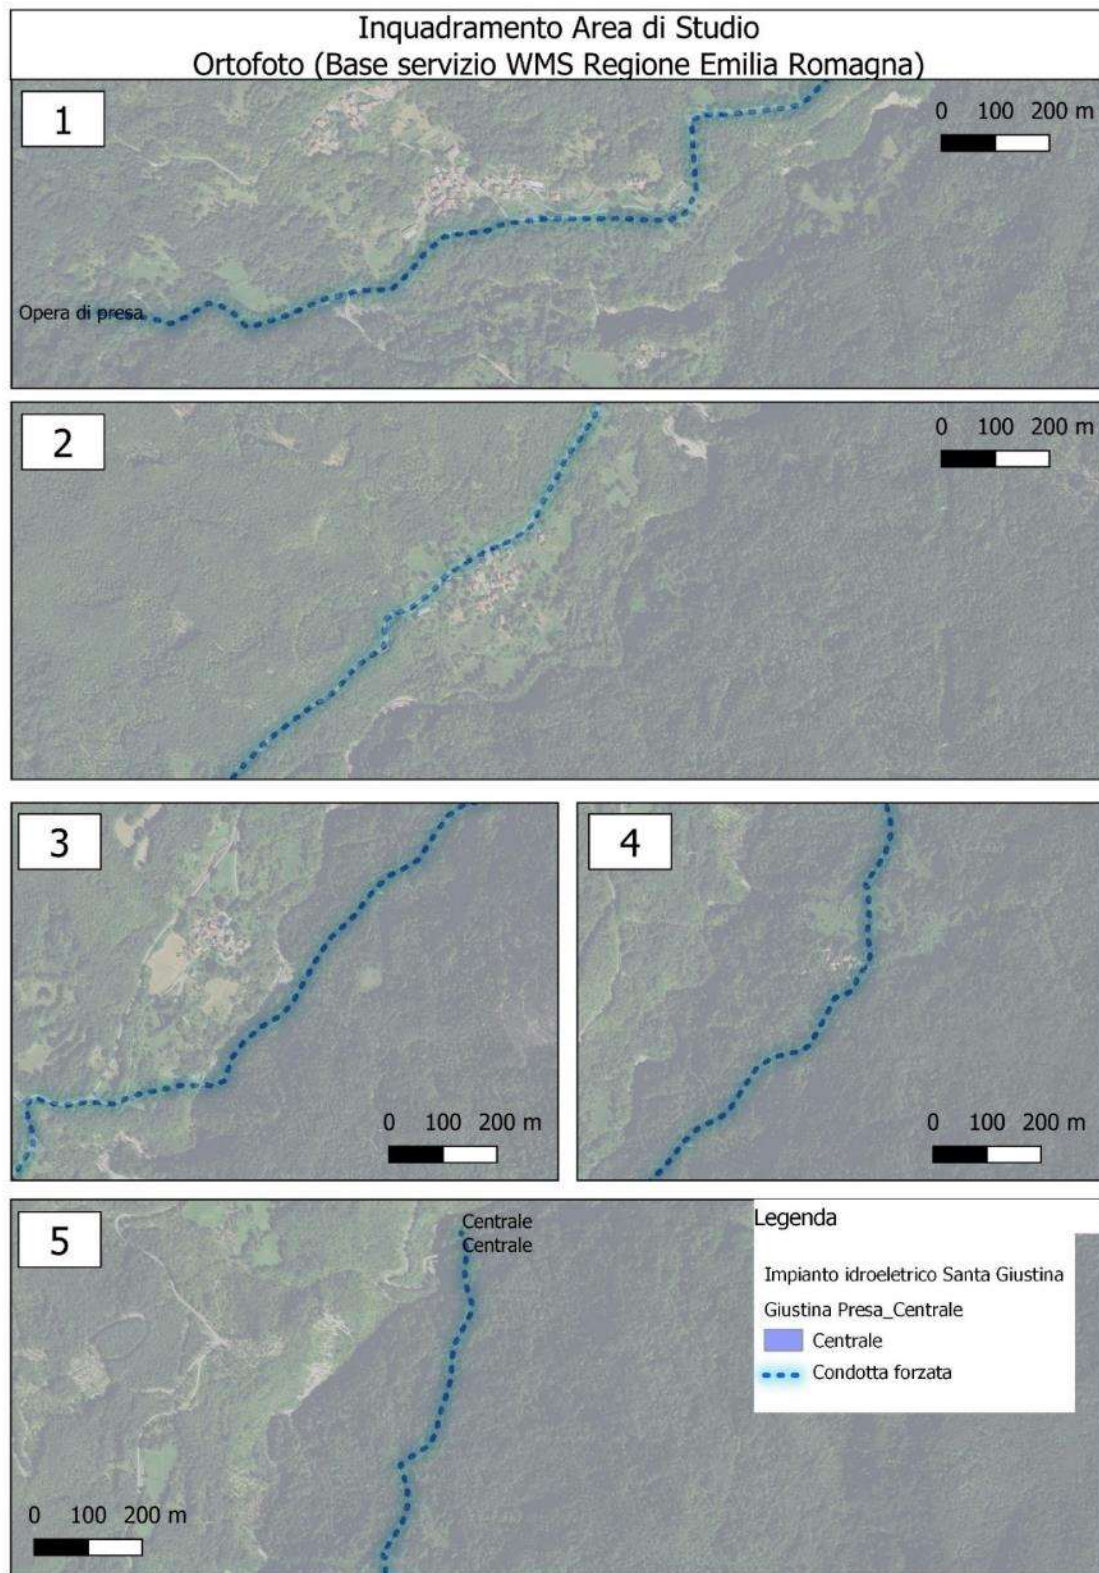 Inquadramento Area di Studio
Ortofoto (Base servizio WMS Regione Emilia Romagna)
1
0 100 200 m
Opera di presa
2
0 100 200 m
3
0 100 200 m
4
0 100 200 m
5
Centrale
Centrale
0 100 200 m
Legenda
Impianto idroeletrico Santa Giustina
Giustina Presa_Centrale
Centrale
Condotta forzata